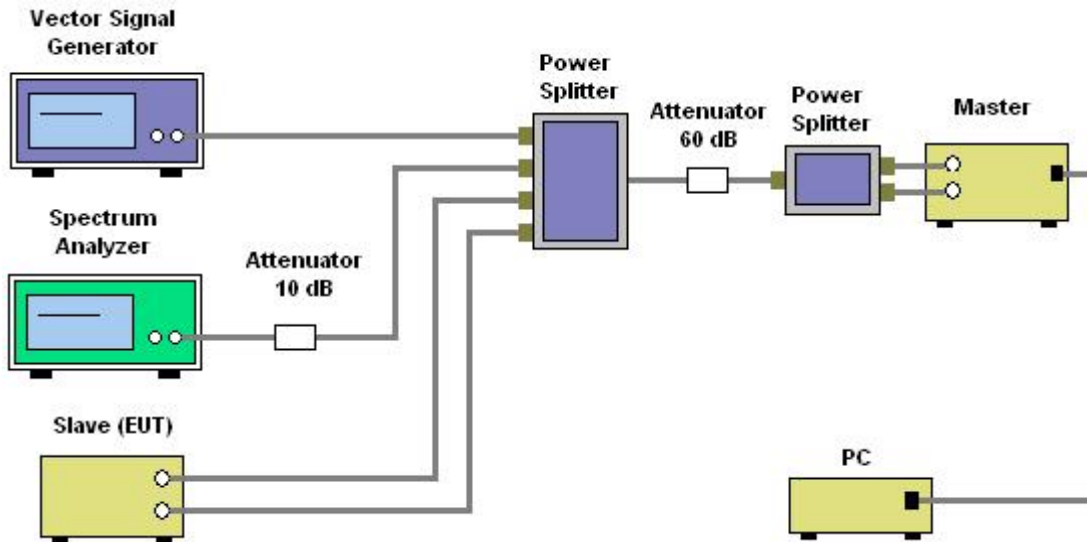 Vector Signal
Generator
Power
Splitter
Attenuator
60 dB
Power
Splitter
Master
Spectrum
Analyzer
Attenuator
10 dB
Slave (EUT)
PC